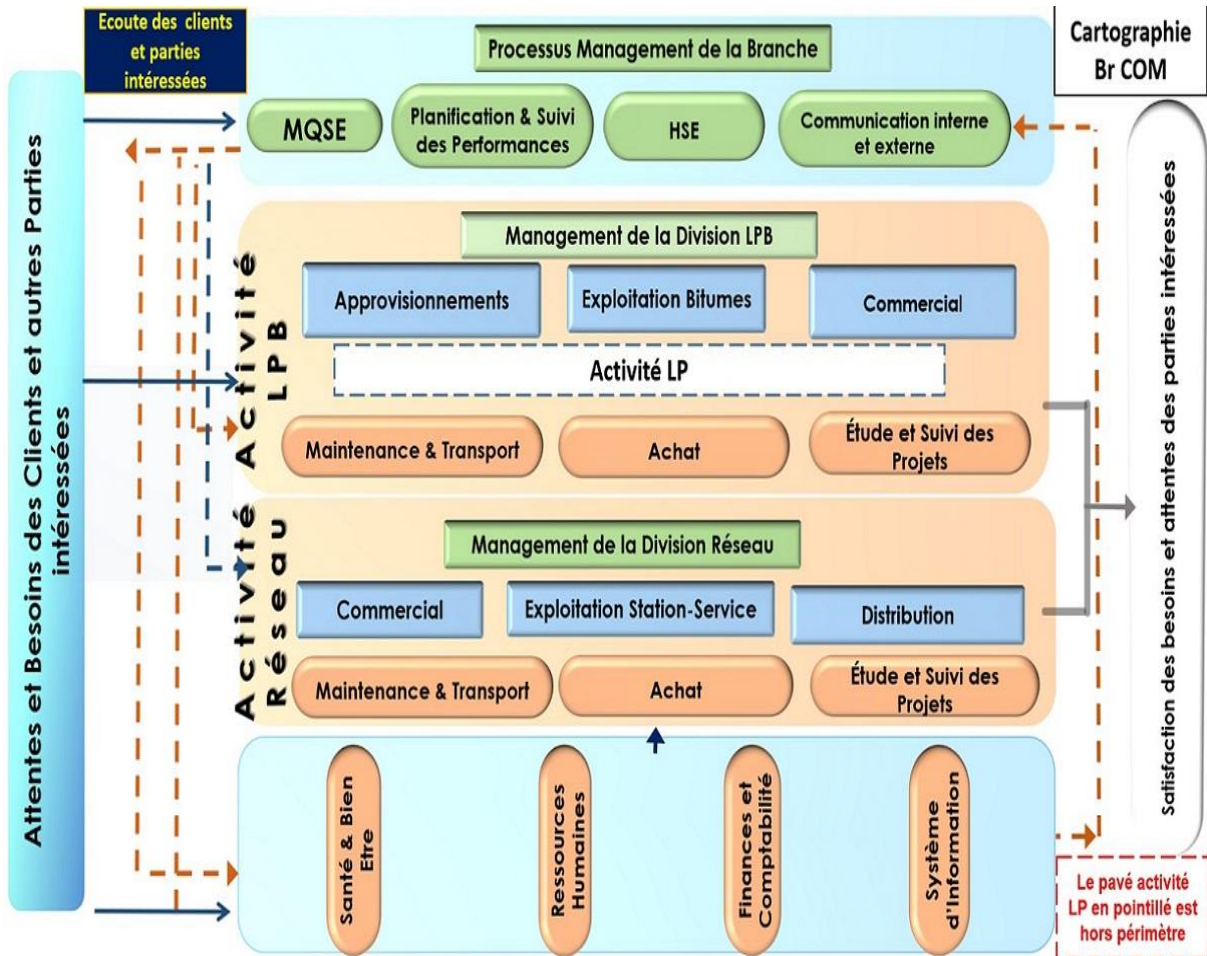 Ecoute des clients
et parties
intéressées
Cartographie
Br COM
Attentes et Besoins des Clients et autres Parties
intéressées
Processus Management de la Branche
MQSE
Planification & Suivi
des Performances
HSE
Communication interne
et externe
Activité
LPB
Management de la Division LPB
Approvisionnements
Exploitation Bitumes
Commercial
Activité LP
Maintenance & Transport
Achat
Étude et Suivi des
Projets
Activité
Réseau
Management de la Division Réseau
Commercial
Exploitation Station-Service
Distribution
Maintenance & Transport
Achat
Étude et Suivi des
Projets
Santé & Bien
Etre
Ressources
Humaines
Finances et
Comptabilité
Système
d'Information
Satisfaction des besoins et attentes des parties intéressées
Le pavé activité
LP en pointillé est
hors périmètre